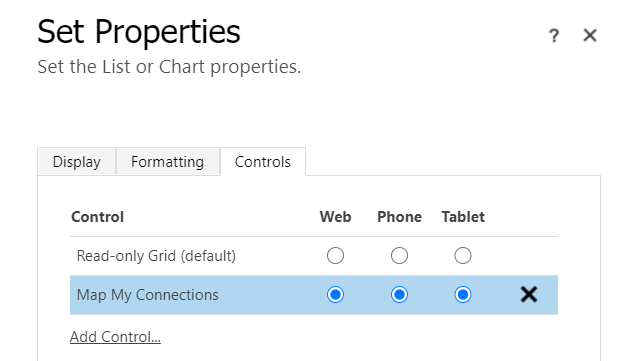 Set Properties
? ✕
Set the List or Chart properties.
Display Formatting Controls
Control Web Phone Tablet
Read-only Grid (default)
Map My Connections
Add Control...